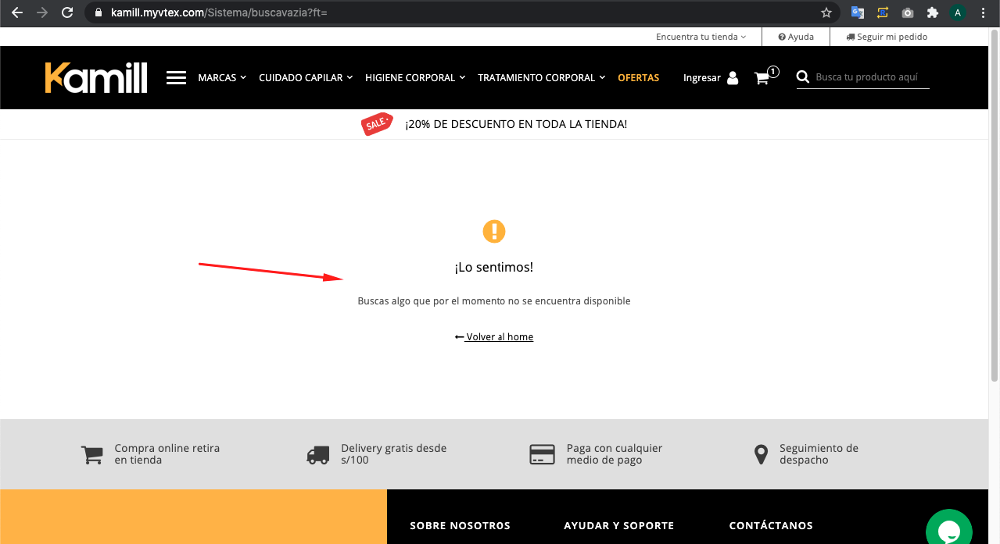 kamill.myvtex.com/Sistema/buscavazia?ft=
A
Encuentra tu tienda
Ayuda
Seguir mi pedido
Kamill
MARCAS
CUIDADO CAPILAR
HIGIENE CORPORAL
TRATAMIENTO CORPORAL
OFERTAS
Ingresar
1
Busca tu producto aquí
SALE
¡20% DE DESCUENTO EN TODA LA TIENDA!
¡Lo sentimos!
Buscas algo que por el momento no se encuentra disponible
Volver al home
Compra online retira
en tienda
Delivery gratis desde
s/100
Paga con cualquier
medio de pago
Seguimiento de
despacho
SOBRE NOSOTROS
AYUDAR Y SOPORTE
CONTÁCTANOS